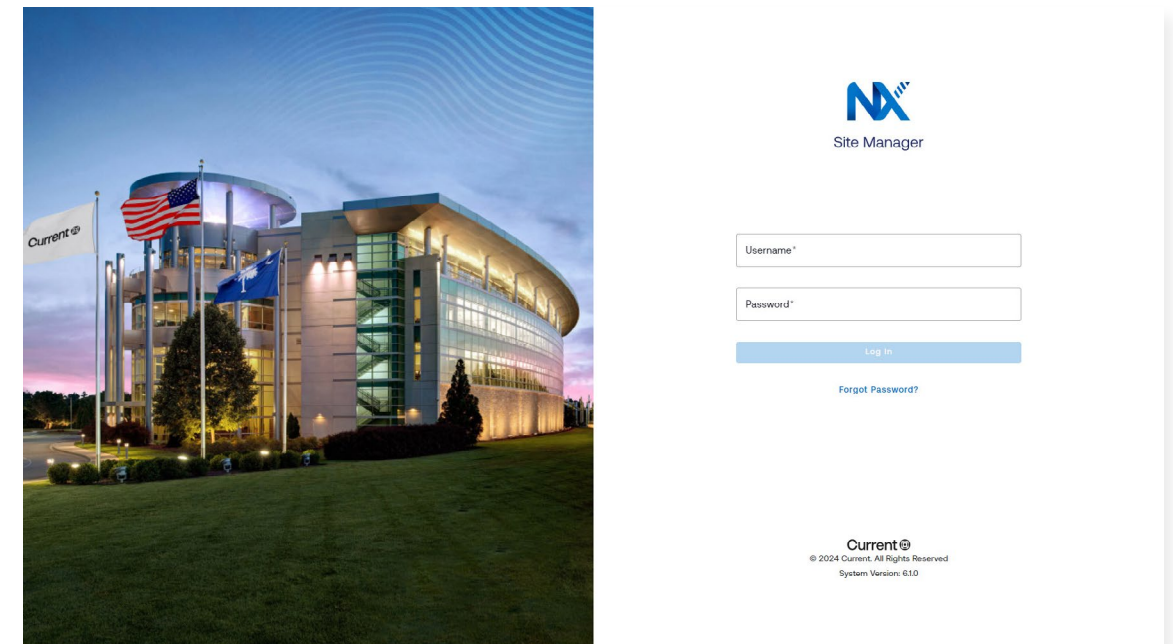 Current
NX
Site Manager
Username*
Password*
Log In
Forgot Password?
Current
© 2024 Current. All Rights Reserved
System Version: 6.1.0